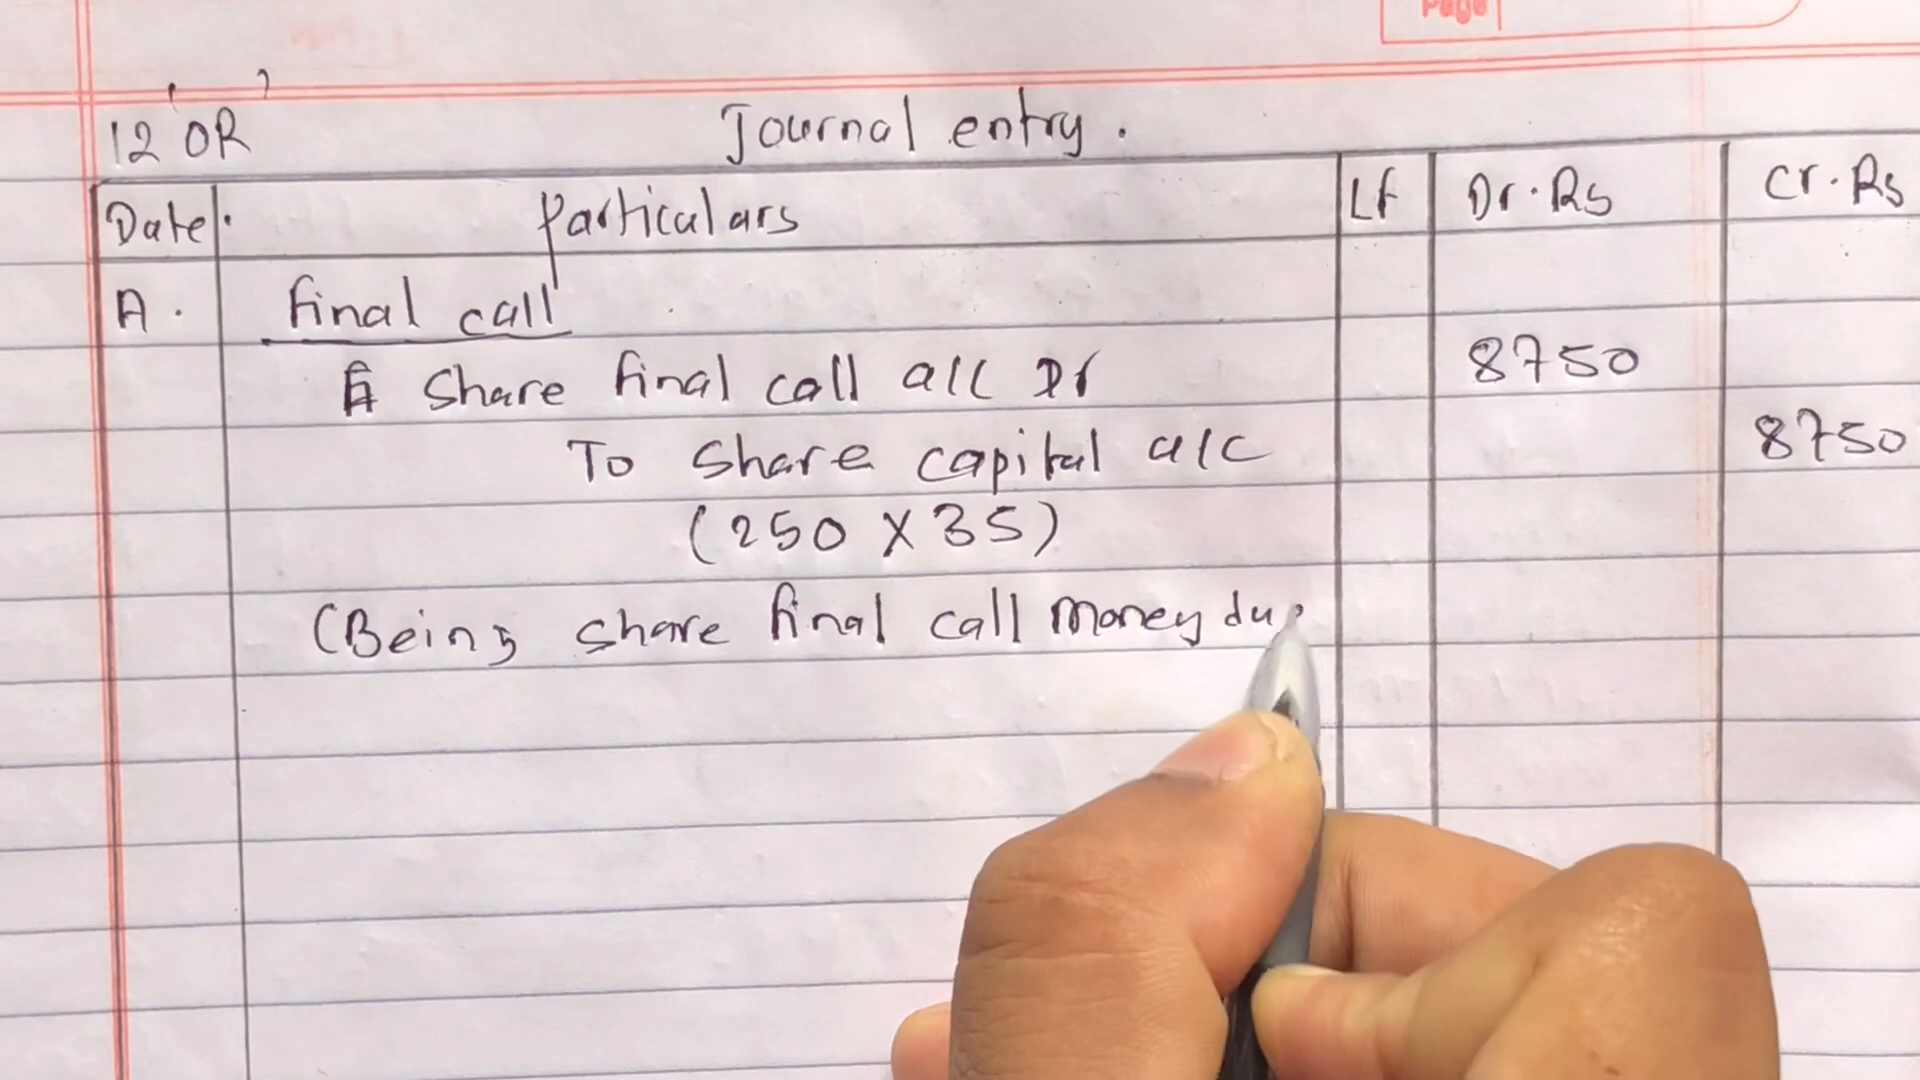 Page
12 OR Journal entry.
Date. Particulars Lf Dr.Rs Cr.Rs
A. final call
Share final call a/c Dr 8750
To share capital a/c 8750
(250 X 35)
(Being share final call money du